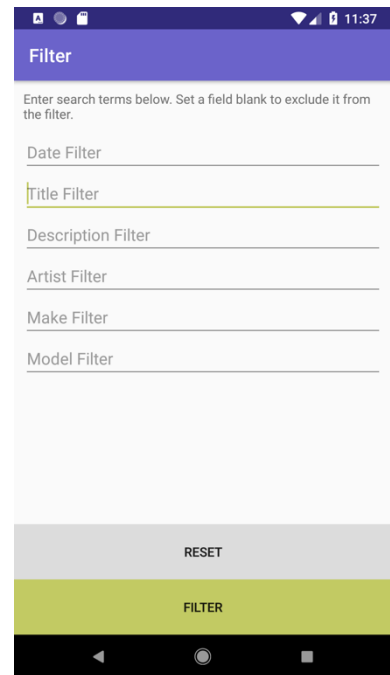 11:37
Filter
Enter search terms below. Set a field blank to exclude it from
the filter.
Date Filter
Title Filter
Description Filter
Artist Filter
Make Filter
Model Filter
RESET
FILTER